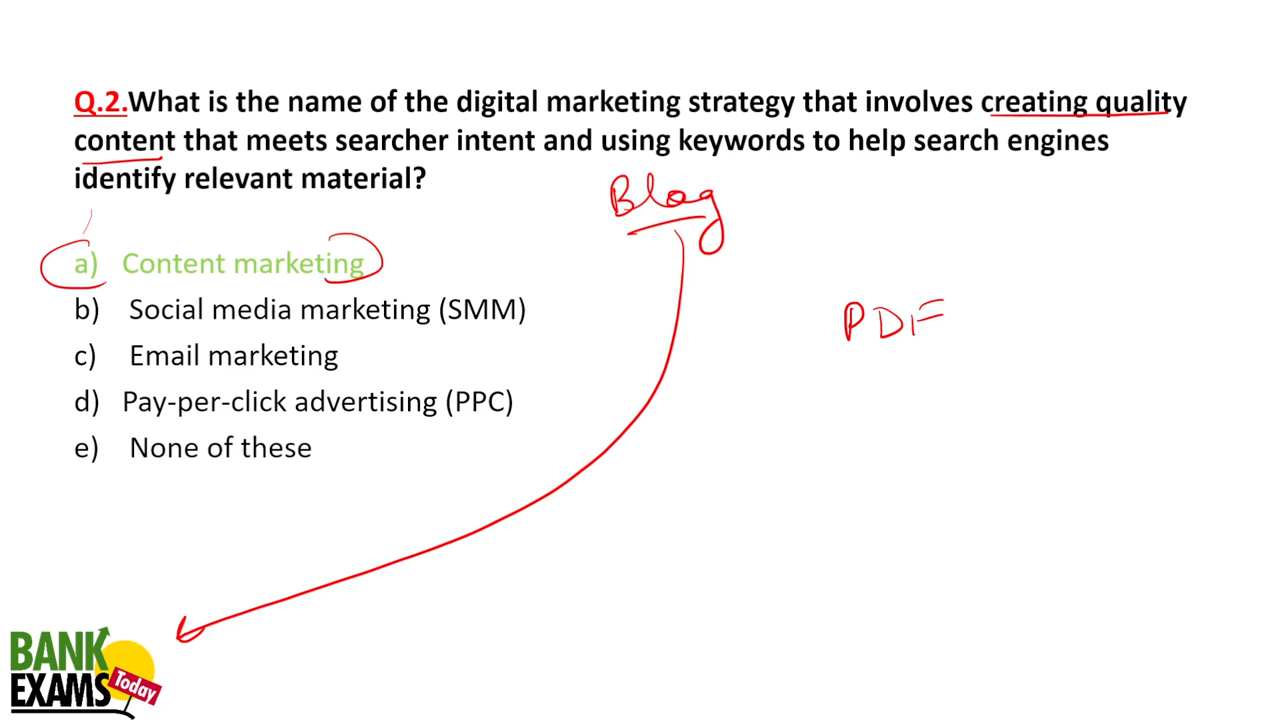 Q.2.What is the name of the digital marketing strategy that involves creating quality
content that meets searcher intent and using keywords to help search engines
identify relevant material?
Blog
a) Content marketing
b) Social media marketing (SMM)
PDF
c) Email marketing
d) Pay-per-click advertising (PPC)
e) None of these
BANK
EXAMS
Today